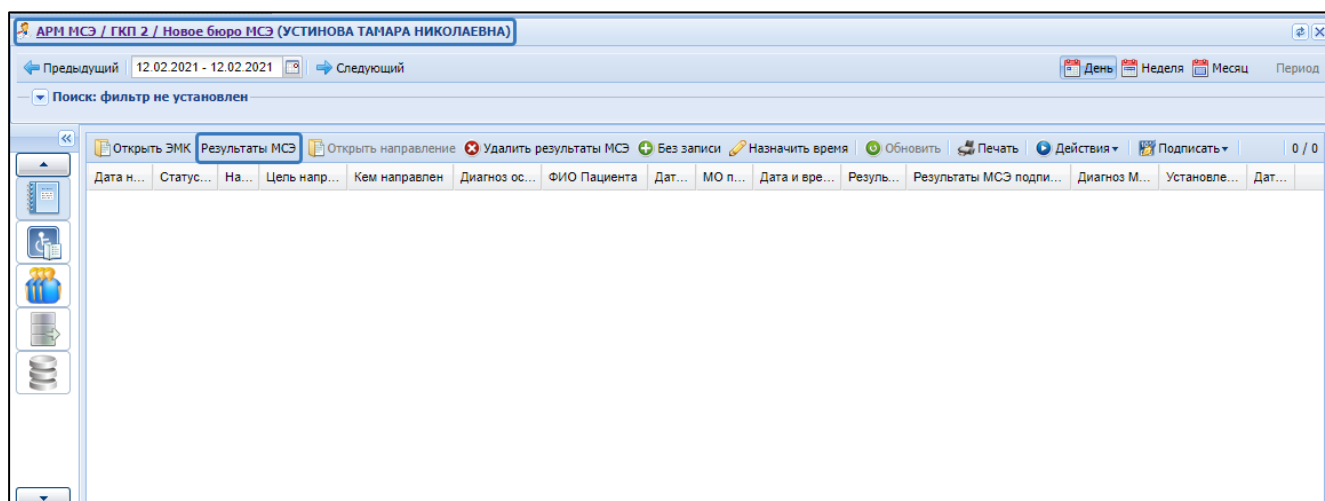 АРМ МСЭ / ГКП 2 / Новое бюро МСЭ (УСТИНОВА ТАМАРА НИКОЛАЕВНА)
Предыдущий 12.02.2021 - 12.02.2021 Следующий День Неделя Месяц Период
Поиск: фильтр не установлен
Открыть ЭМК Результаты МСЭ Открыть направление Удалить результаты МСЭ Без записи Назначить время Обновить Печать Действия Подписать 0 / 0
Дата н... Статус... На... Цель напр... Кем направлен Диагноз ос... ФИО Пациента Дат... МО п... Дата и вре... Резуль... Результаты МСЭ подпи... Диагноз М... Установле... Дат...